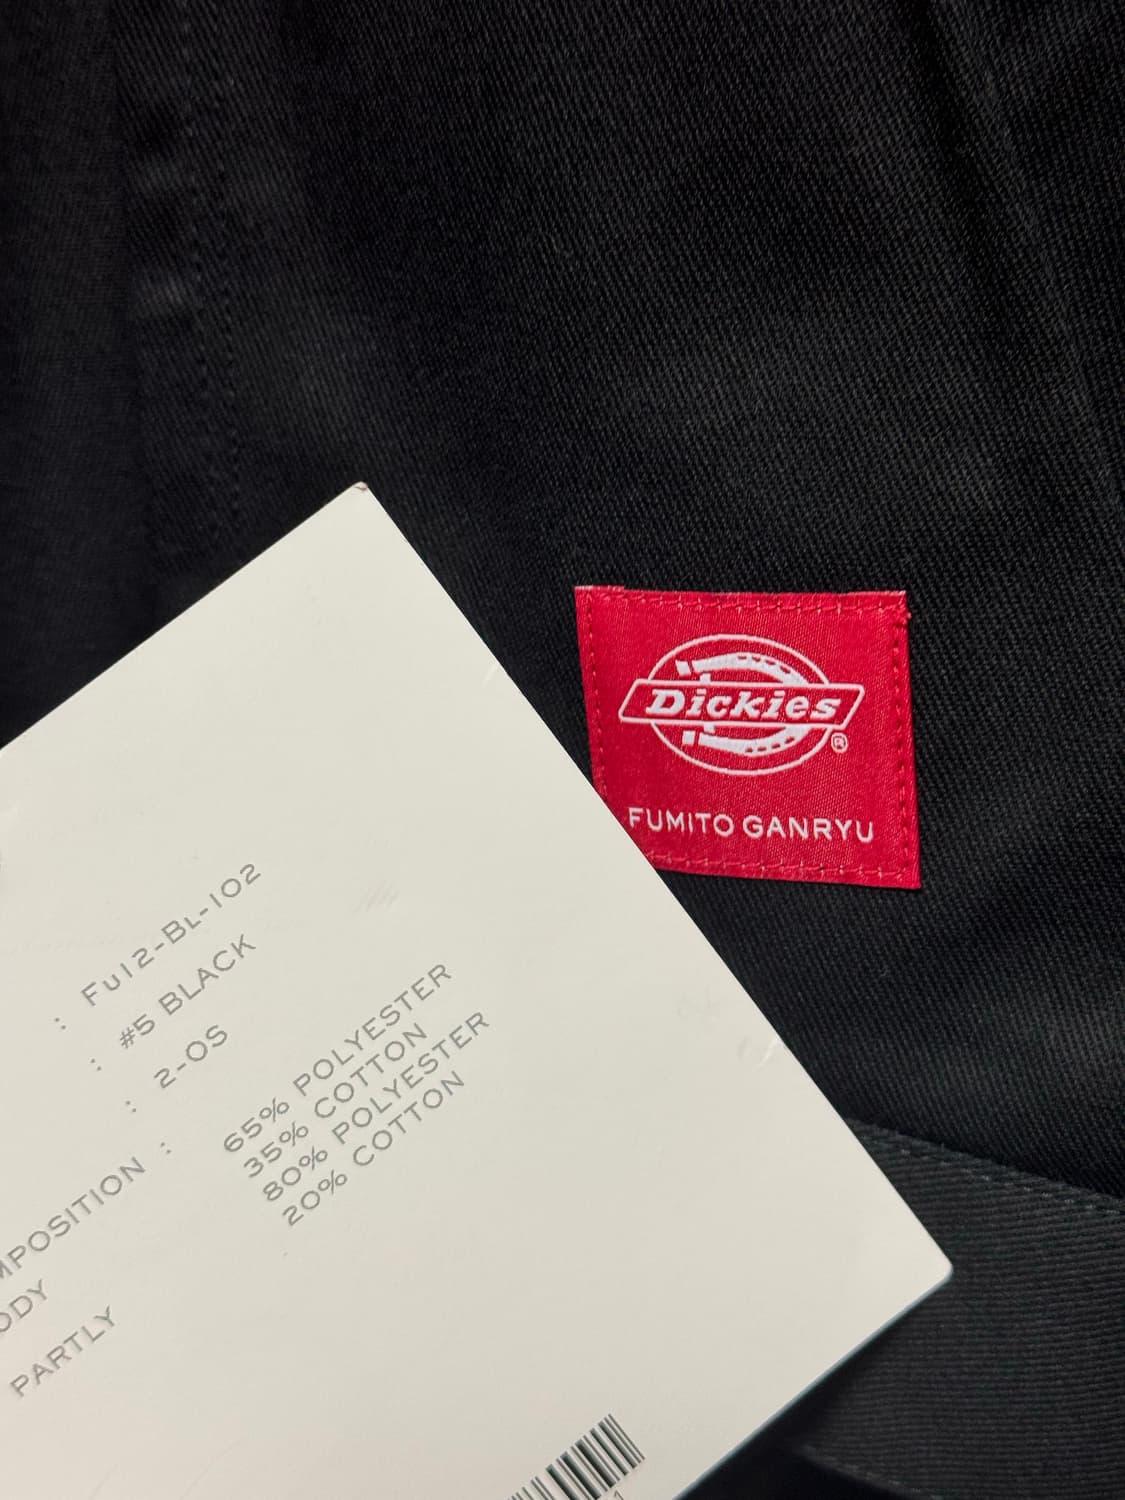 Dickies
®
FUMITO GANRYU
: Fu12-BL-102
: #5 BLACK
: 2-OS
MPOSITION :
65% POLYESTER
35% COTTON
80% POLYESTER
20% COTTON
ODY
PARTLY
1